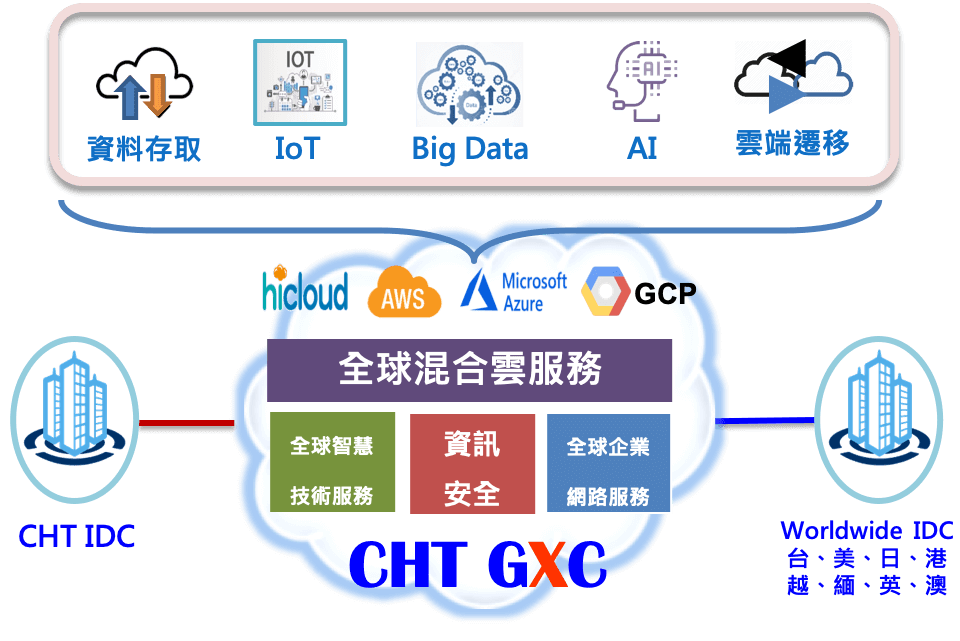 IOT
Data
AI
資料存取
IoT
Big Data
AI
雲端遷移
hicloud
AWS
Microsoft
Azure
GCP
全球混合雲服務
全球智慧
技術服務
資訊
安全
全球企業
網路服務
CHT IDC
CHT GXC
Worldwide IDC
台、美、日、港
越、緬、英、澳